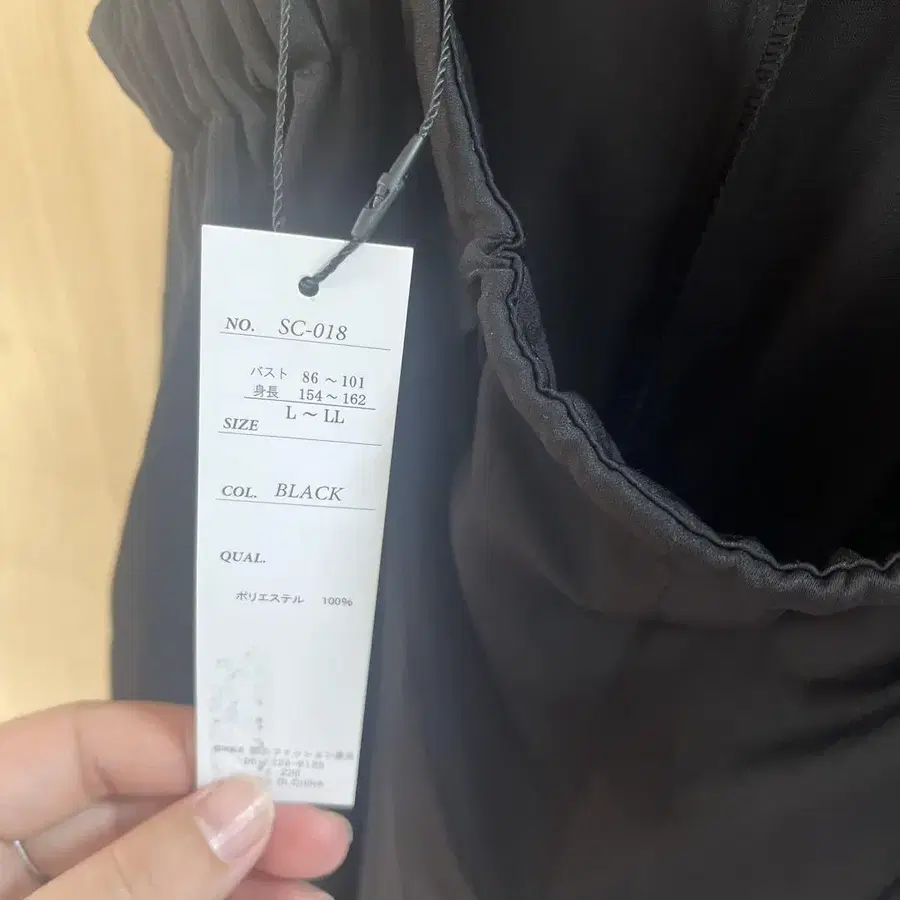 NO. SC-018
バスト 86 ~ 101
身長 154 ~ 162
L ~ LL
SIZE
COL. BLACK
QUAL.
ポリエステル 100%